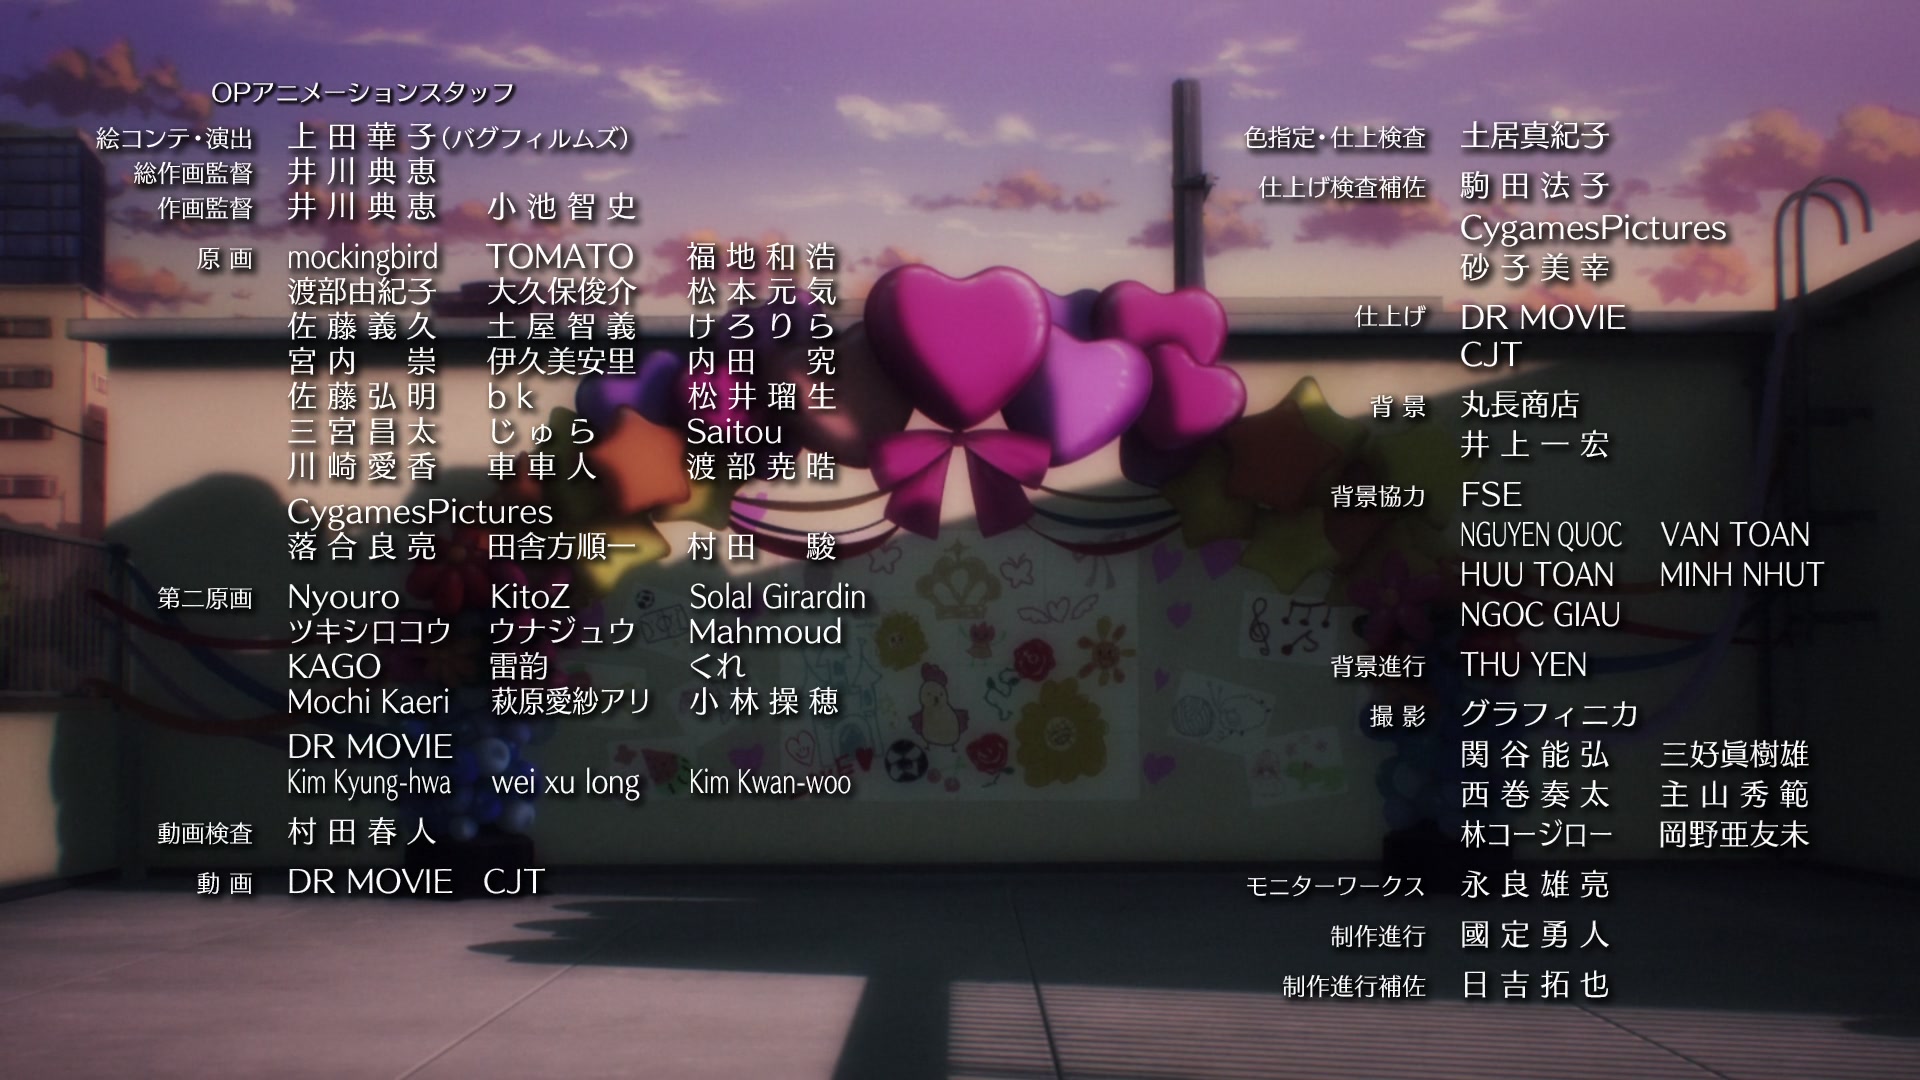 OPアニメーションスタッフ
絵コンテ・演出 上田華子(バグフィルムズ)
総作画監督 井川典恵
作画監督 井川典恵 小池智史
原画 mockingbird TOMATO 福地和浩
渡部由紀子 大久保俊介 松本元気
佐藤義久 土屋智義 けろりら
宮内崇 伊久美安里 内田究
佐藤弘明 bk 松井瑠生
三宮昌太 じゅら Saitou
川崎愛香 車車人 渡部尭晧
CygamesPictures
落合良亮 田舎方順一 村田駿
第二原画 Nyouro KitoZ Solal Girardin
ツキシロコウ ウナジュウ Mahmoud
KAGO 雷韵 くれ
Mochi Kaeri 萩原愛紗アリ 小林操穂
DR MOVIE
Kim Kyung-hwa wei xu long Kim Kwan-woo
動画検査 村田春人
動画 DR MOVIE CJT
色指定・仕上検査 土居真紀子
仕上げ検査補佐 駒田法子
CygamesPictures
砂子美幸
仕上げ DR MOVIE
CJT
背景 丸長商店
井上一宏
背景協力 FSE
NGUYEN QUOC VAN TOAN
HUU TOAN MINH NHUT
NGOC GIAU
背景進行 THU YEN
撮影 グラフィニカ
関谷能弘 三好眞樹雄
西巻奏太 主山秀範
林コージロー 岡野亜友未
モニターワークス 永良雄亮
制作進行 國定勇人
制作進行補佐 日吉拓也